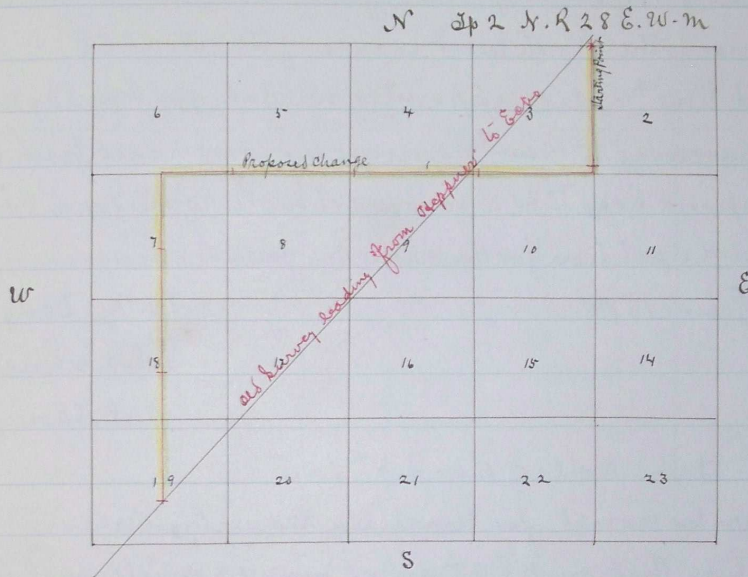 N Tp 2 N. R 28 E. W. m
Starting Point
6 5 4 3 2
Proposed Change
7 8 9 10 11
W
E
Old Survey leading from Heppner to Echo
18 17 16 15 14
19 20 21 22 23
S